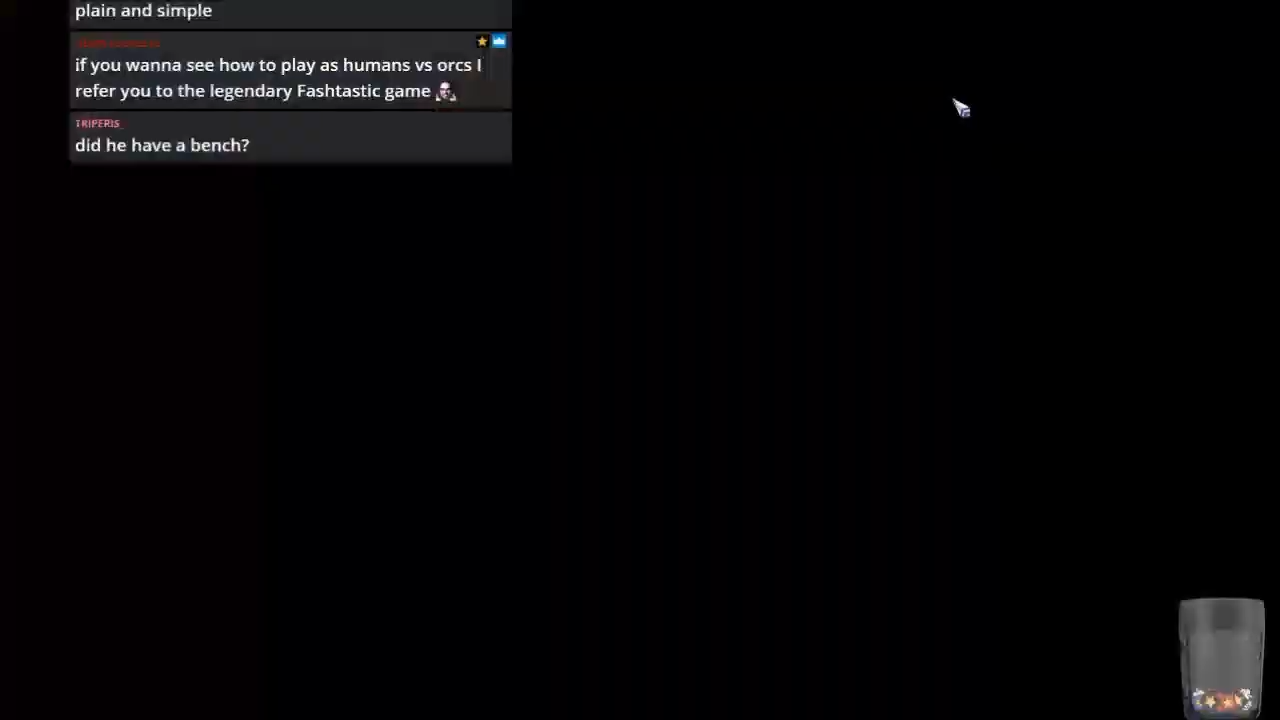 plain and simple
if you wanna see how to play as humans vs orcs I
refer you to the legendary Fashtastic game
TRIPERIS_
did he have a bench?